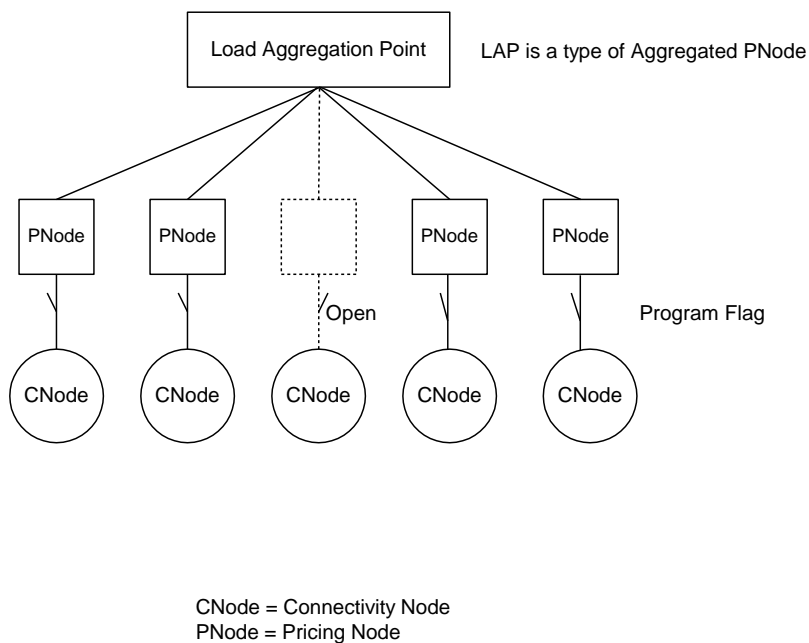 Load Aggregation Point
LAP is a type of Aggregated PNode
PNode
PNode
PNode
PNode
Open
Program Flag
CNode
CNode
CNode
CNode
CNode
CNode = Connectivity Node
PNode = Pricing Node